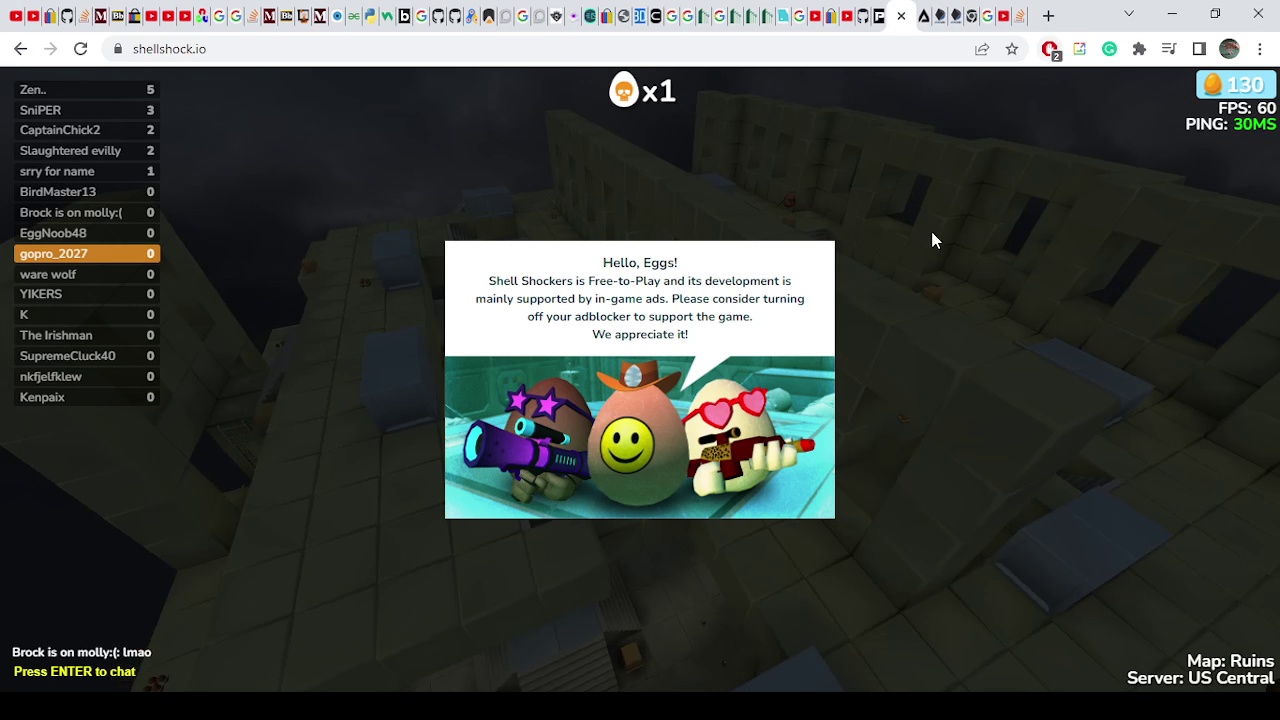 shellshock.io
2
Zen.. 5
SniPER 3
CaptainChick2 2
Slaughtered evilly 2
srry for name 1
BirdMaster13 0
Brock is on molly:( 0
EggNoob48 0
gopro_2027 0
ware wolf 0
YIKERS 0
K 0
The Irishman 0
SupremeCluck40 0
nkfjelfklew 0
Kenpaix 0
x1
130
FPS: 60
PING: 30MS
Hello, Eggs!
Shell Shockers is Free-to-Play and its development is
mainly supported by in-game ads. Please consider turning
off your adblocker to support the game.
We appreciate it!
Brock is on molly:(: lmao
Press ENTER to chat
Map: Ruins
Server: US Central